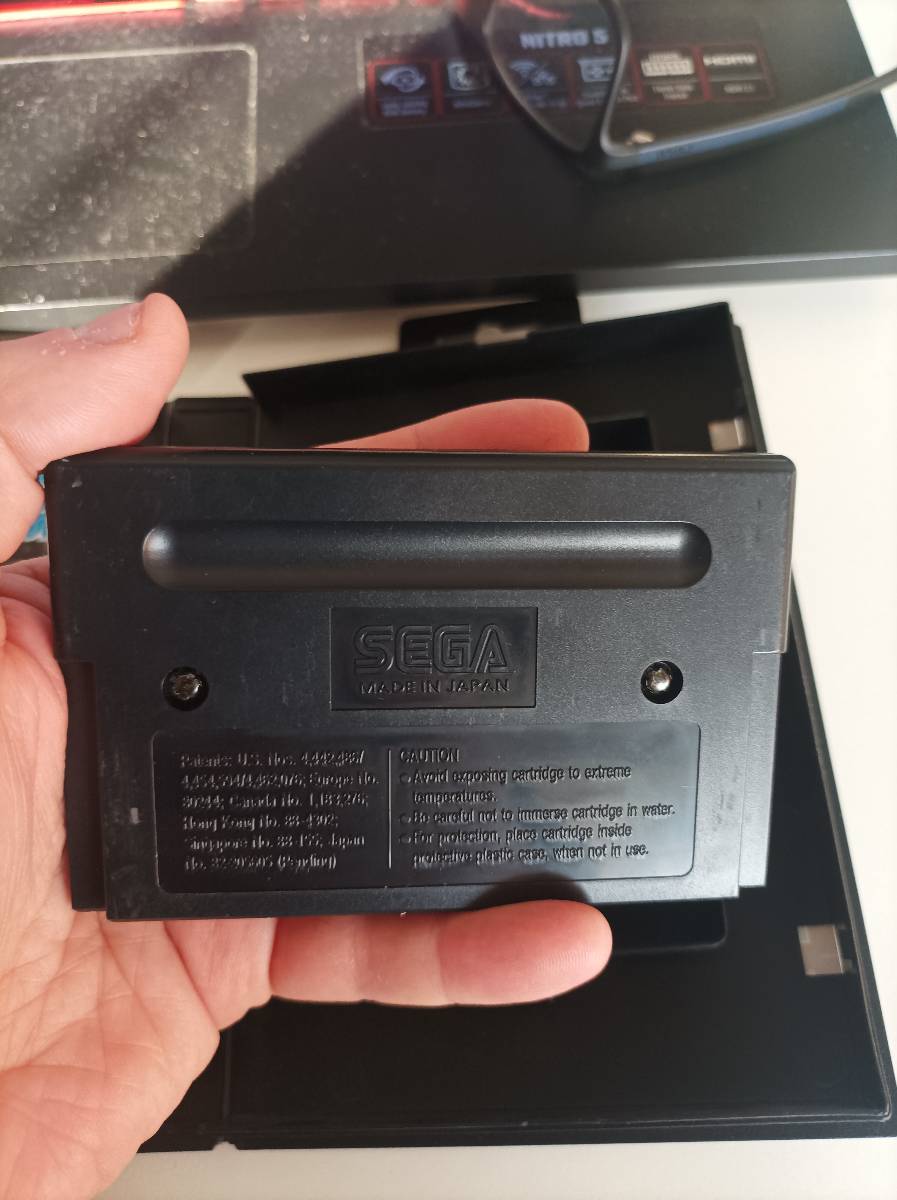 NITRO 5
HDMI
SEGA
MADE IN JAPAN
Patents: U.S. Nos. 4,442,486/
4,454,594/4,462,076; Europe No.
80244; Canada No. 1,183,276;
Hong Kong No. 88-4302;
Singapore No. 88-155; Japan
No. 82-205605 (Pending)
CAUTION
Avoid exposing cartridge to extreme
temperatures.
Be careful not to immerse cartridge in water.
For protection, place cartridge inside
protective plastic case, when not in use.